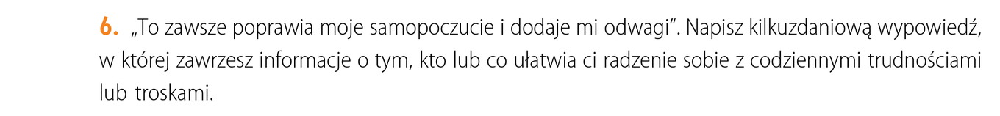 6. „To zawsze poprawia moje samopoczucie i dodaje mi odwagi”. Napisz kilkuzdaniową wypowiedź,
w której zawrzesz informacje o tym, kto lub co ułatwia ci radzenie sobie z codziennymi trudnościami
lub troskami.